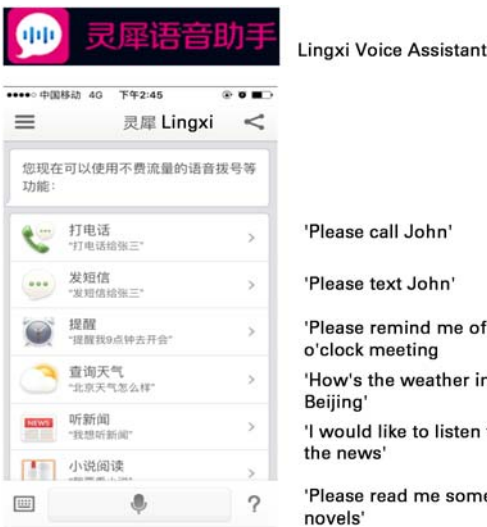 灵犀语音助手
Lingxi Voice Assistant
中国移动 4G 下午2:45
灵犀 Lingxi
您现在可以使用不费流量的语音拨号等
功能：
打电话
"打电话给张三"
'Please call John'
发短信
"发短信给张三"
'Please text John'
提醒
"提醒我9点钟去开会"
'Please remind me of
o'clock meeting
查询天气
"北京天气怎么样"
'How's the weather in
Beijing'
听新闻
"我想听新闻"
NEWS
'I would like to listen
the news'
小说阅读
'Please read me some
novels'
?